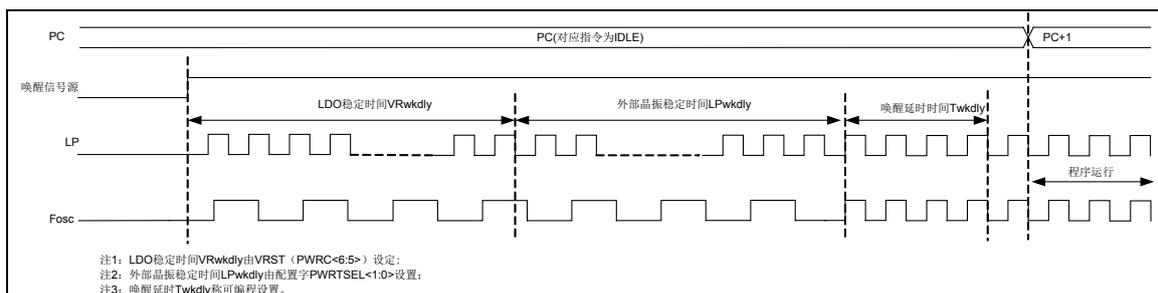 PC
PC(对应指令为IDLE)
PC+1
唤醒信号源
LDO稳定时间VRwkdly
外部晶振稳定时间LPwkdly
唤醒延时时间Twkdly
LP
程序运行
Fosc
注1：LDO稳定时间VRwkdly由VRST（PWRC<6:5>）设定;
注2：外部晶振稳定时间LPwkdly由配置字PWRTSEL<1:0>设置;
注3：唤醒延时Twkdly称可编程设置。